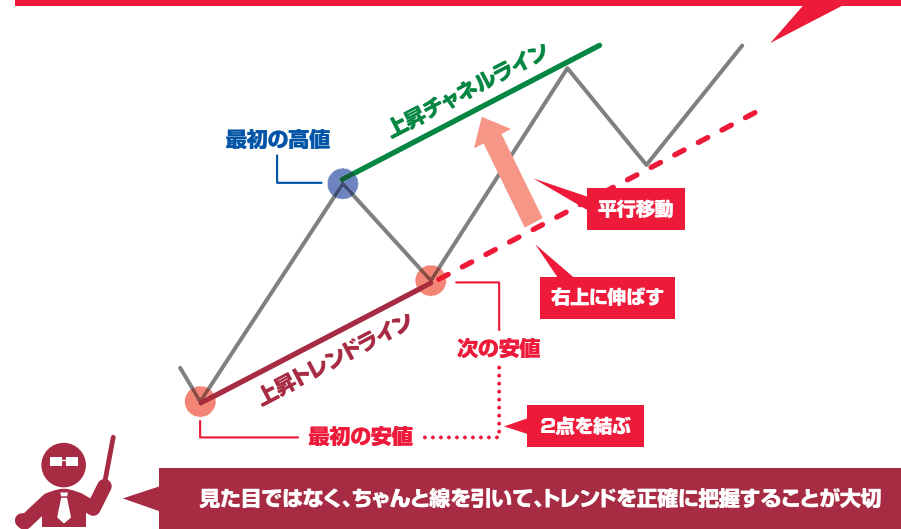 上昇チャネルライン
最初の高値
平行移動
右上に伸ばす
上昇トレンドライン
次の安値
2点を結ぶ
最初の安値
見た目ではなく、ちゃんと線を引いて、トレンドを正確に把握することが大切